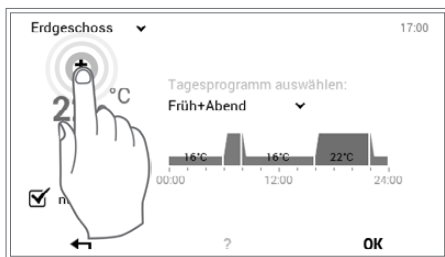 Erdgeschoss
17:00
+
°C
Tagesprogramm auswählen:
Früh+Abend
16°C 16°C 22°C
00:00 12:00 24:00
?
OK